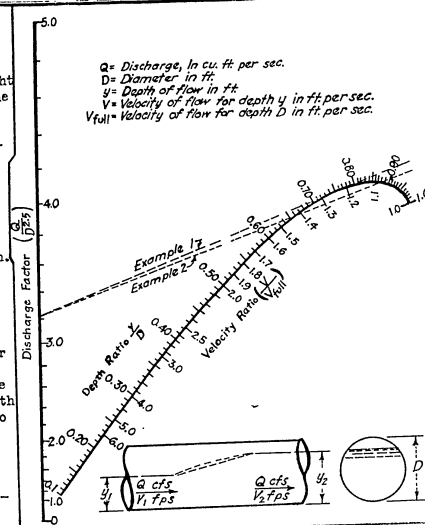 5.0
Q = Discharge, In cu. ft. per sec.
D = Diameter in ft.
y = Depth of flow in ft.
V = Velocity of flow for depth y in ft. per sec.
Vfull = Velocity of flow for depth D in ft. per sec.
4.0
3.0
2.0
1.0
0
Discharge Factor (Q/D^2.5)
Example 1
Example 2
Depth Ratio y/D
0.20
0.30
0.40
0.50
0.60
0.70
0.80
0.90
1.0
Velocity Ratio (V/Vfull)
6.0
5.0
4.0
3.0
2.5
2.0
1.9
1.8
1.7
1.6
1.5
1.4
1.3
1.2
1.1
1.0
y1
Q cfs
V1 fps
Q cfs
V2 fps
y2
D